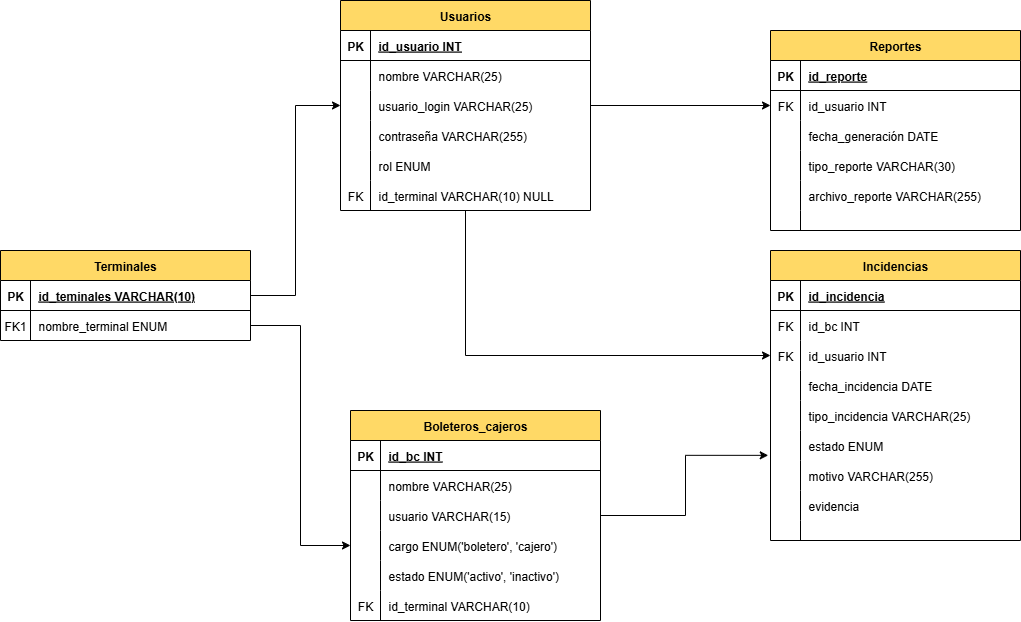 Usuarios
PK id_usuario INT
nombre VARCHAR(25)
usuario_login VARCHAR(25)
contraseña VARCHAR(255)
rol ENUM
FK id_terminal VARCHAR(10) NULL
Reportes
PK id_reporte
FK id_usuario INT
fecha_generación DATE
tipo_reporte VARCHAR(30)
archivo_reporte VARCHAR(255)
Terminales
PK id_teminales VARCHAR(10)
FK1 nombre_terminal ENUM
Incidencias
PK id_incidencia
FK id_bc INT
FK id_usuario INT
fecha_incidencia DATE
tipo_incidencia VARCHAR(25)
estado ENUM
motivo VARCHAR(255)
evidencia
Boleteros_cajeros
PK id_bc INT
nombre VARCHAR(25)
usuario VARCHAR(15)
cargo ENUM('boletero', 'cajero')
estado ENUM('activo', 'inactivo')
FK id_terminal VARCHAR(10)